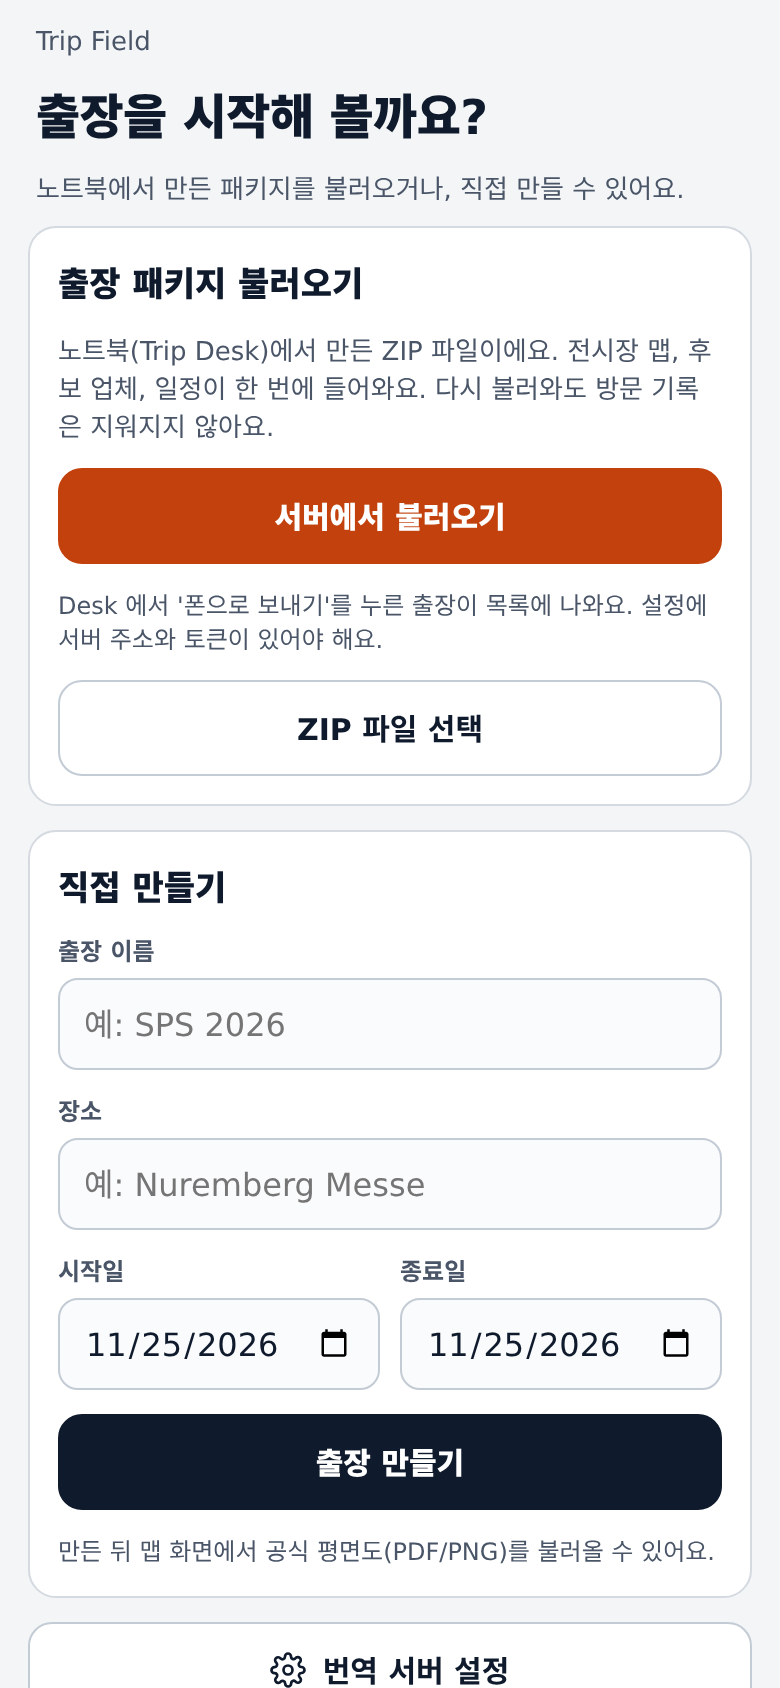 Trip Field
출장을 시작해 볼까요?
노트북에서 만든 패키지를 불러오거나, 직접 만들 수 있어요.
출장 패키지 불러오기
노트북(Trip Desk)에서 만든 ZIP 파일이에요. 전시장 맵, 후
보 업체, 일정이 한 번에 들어와요. 다시 불러와도 방문 기록
은 지워지지 않아요.
서버에서 불러오기
Desk 에서 '폰으로 보내기'를 누른 출장이 목록에 나와요. 설정에
서버 주소와 토큰이 있어야 해요.
ZIP 파일 선택
직접 만들기
출장 이름
예: SPS 2026
장소
예: Nuremberg Messe
시작일 종료일
11/25/2026 11/25/2026
출장 만들기
만든 뒤 맵 화면에서 공식 평면도(PDF/PNG)를 불러올 수 있어요.
번역 서버 설정